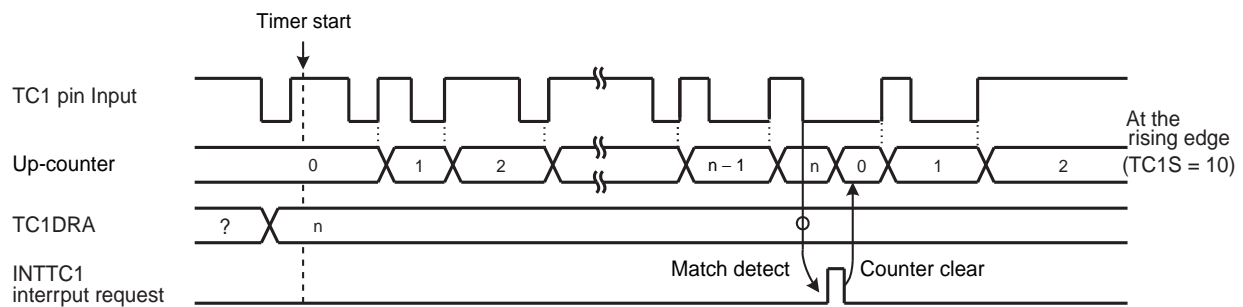 Timer start
TC1 pin Input
At the
rising edge
(TC1S = 10)
Up-counter
0 1 2 n – 1 n 0 1 2
TC1DRA
? n
INTTC1
interrput request
Match detect Counter clear